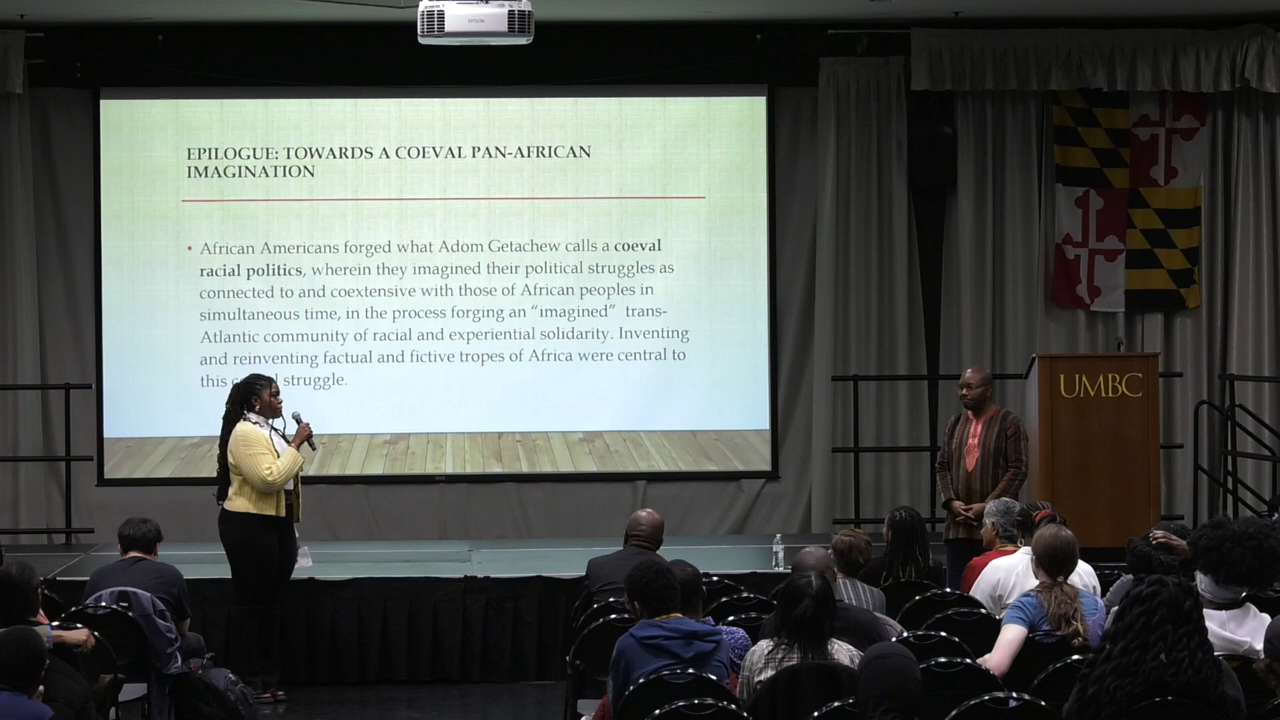 EPILOGUE: TOWARDS A COEVAL PAN-AFRICAN
IMAGINATION
• African Americans forged what Adom Getachew calls a coeval
racial politics, wherein they imagined their political struggles as
connected to and coextensive with those of African peoples in
simultaneous time, in the process forging an “imagined” trans-
Atlantic community of racial and experiential solidarity. Inventing
and reinventing factual and fictive tropes of Africa were central to
this struggle.
UMBC